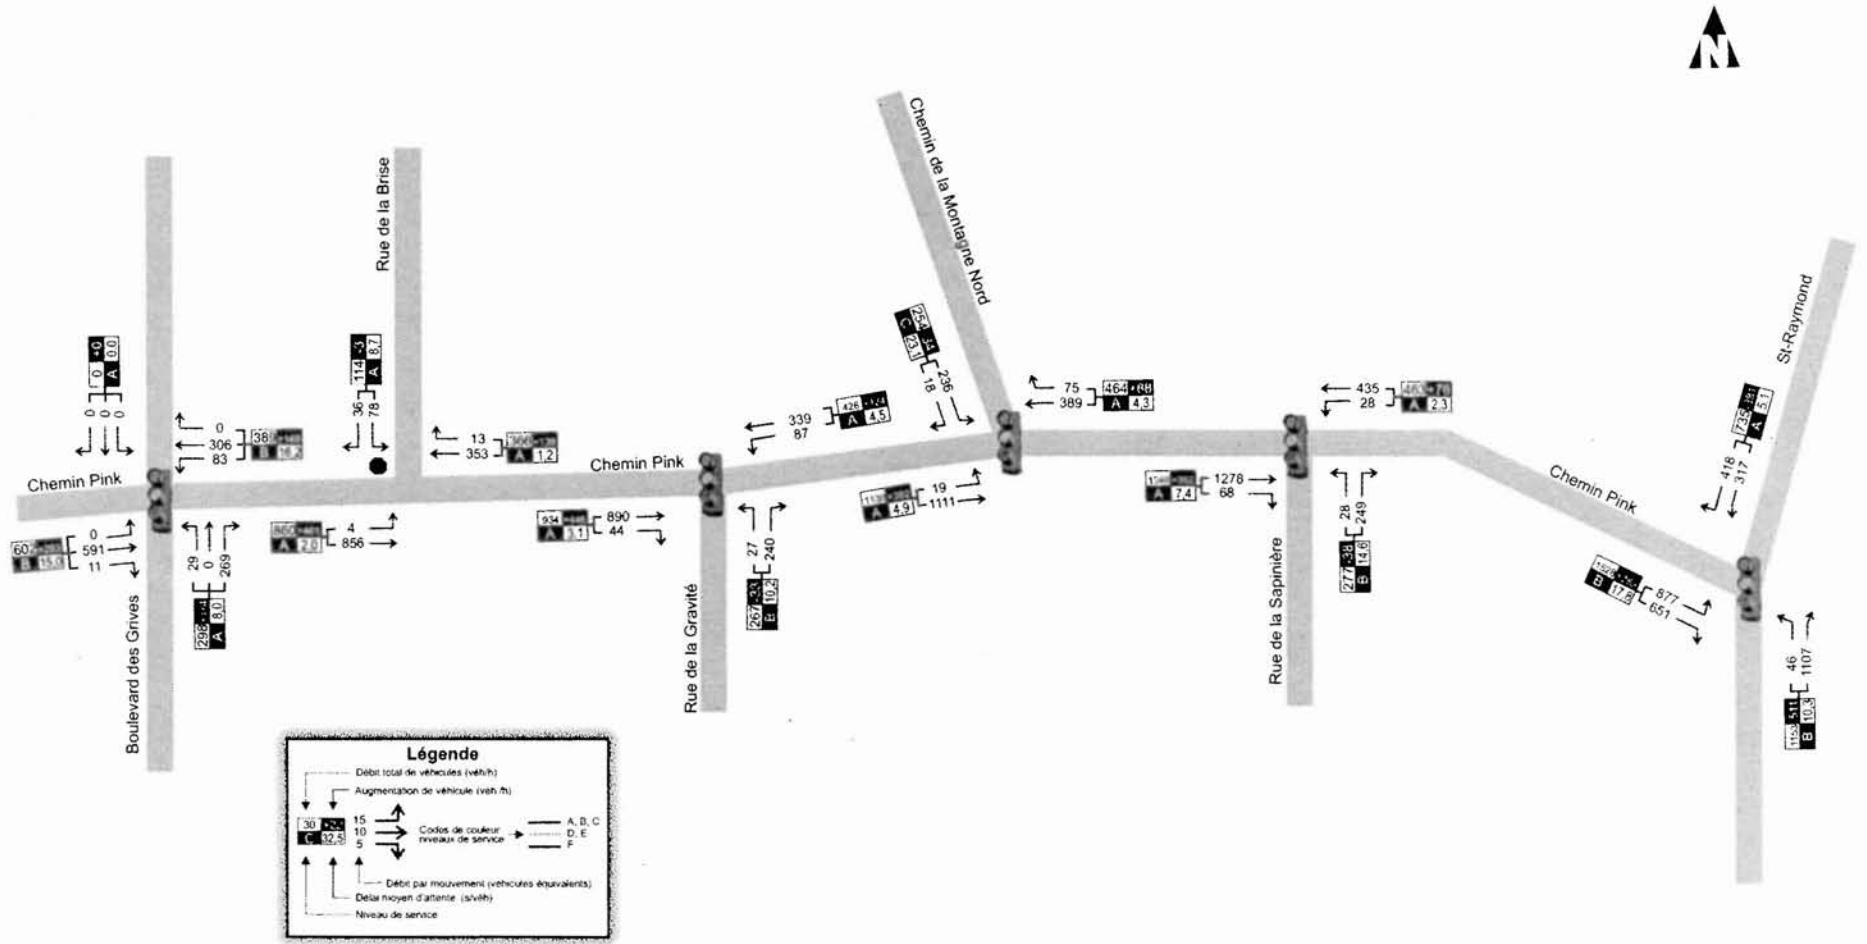 N
Chemin de la Montagne Nord
Rue de la Brise
St-Raymond
Chemin Pink
Chemin Pink
Chemin Pink
Boulevard des Grives
Rue de la Gravité
Rue de la Sapinière
0 +0
A 0.0
0
0
0
0
306
83
B 16,2
0
591
11
602
B 15,0
29
0
269
298
A 8,0
114 -3
A 8,7
36
78
13
353
A 1,2
4
856
A 2,0
339
87
A 4,5
890
44
934
A 3,1
27
240
267 -33
B 10,2
254 34
C 23,1
236
18
75
389
464 +88
A 4,3
19
1111
A 4,9
435
28
A 2,3
1278
68
A 7,4
28
249
277 -38
B 14,6
735
A 5,1
418
317
877
651
1528
B 17,8
46
1107
1153 511
B 10,3
Légende
Débit total de véhicules (véh/h)
Augmentation de véhicule (véh /h)
30
C 32,5
15
10
5
Codes de couleur
niveaux de service
A, B, C
D, E
F
Débit par mouvement (véhicules équivalents)
Délai moyen d'attente (s/véh)
Niveau de service